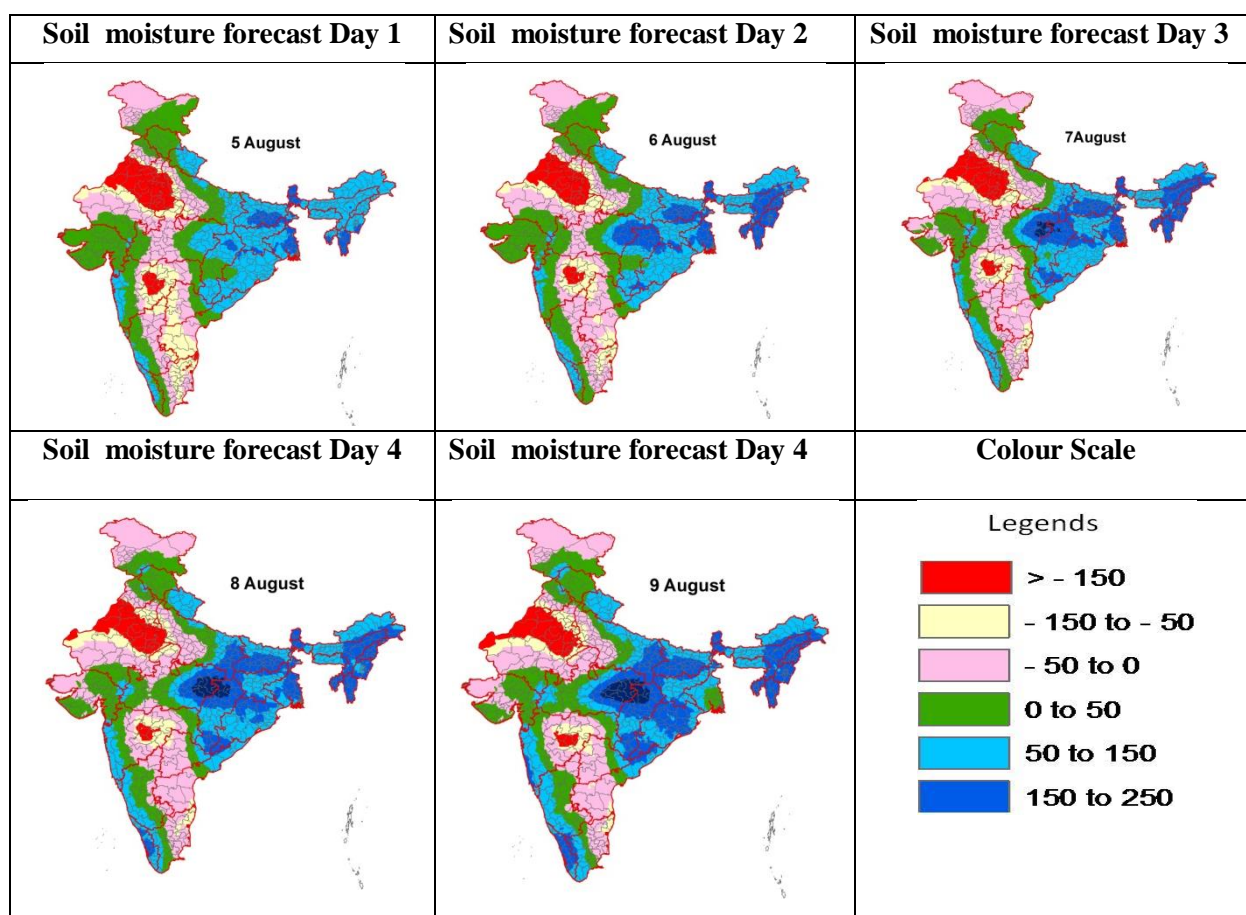 Soil moisture forecast Day 1
Soil moisture forecast Day 2
Soil moisture forecast Day 3
5 August
6 August
7August
Soil moisture forecast Day 4
Soil moisture forecast Day 4
Colour Scale
8 August
9 August
Legends
> - 150
- 150 to - 50
- 50 to 0
0 to 50
50 to 150
150 to 250